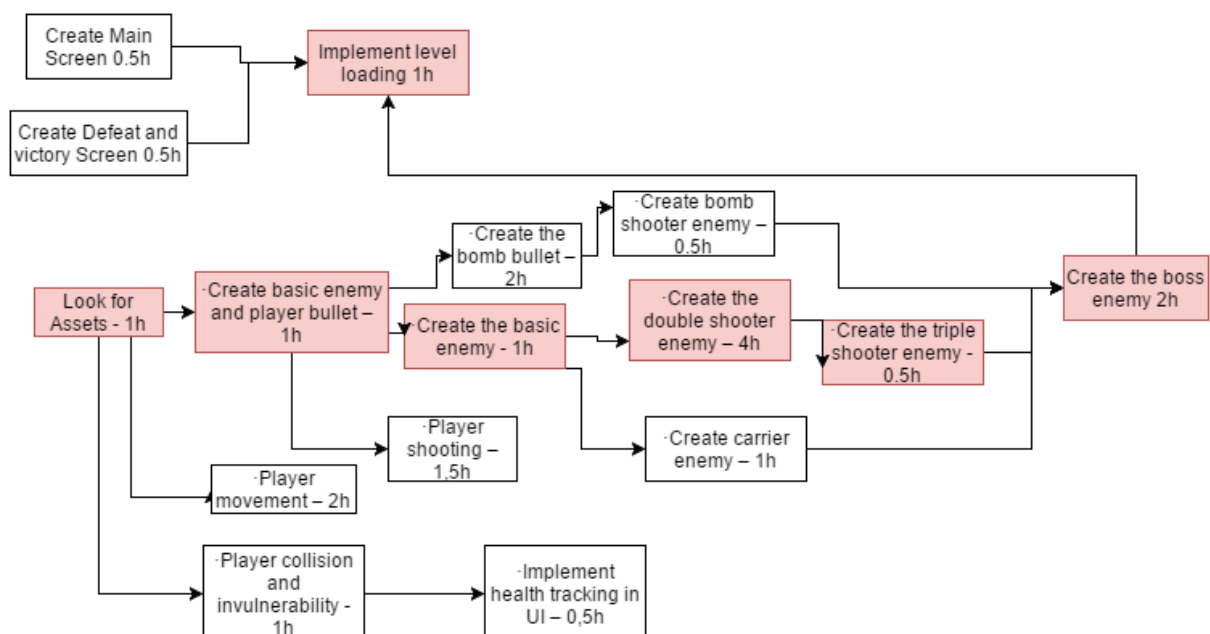 Create Main
Screen 0.5h
Implement level
loading 1h
Create Defeat and
victory Screen 0.5h
·Create bomb
shooter enemy –
0.5h
·Create the
bomb bullet –
2h
Create the boss
enemy 2h
Look for
Assets - 1h
·Create basic enemy
and player bullet –
1h
·Create the basic
enemy - 1h
·Create the
double shooter
enemy – 4h
·Create the triple
shooter enemy -
0.5h
·Player
shooting –
1,5h
·Create carrier
enemy – 1h
·Player
movement – 2h
·Player collision
and
invulnerability -
1h
·Implement
health tracking in
UI – 0,5h